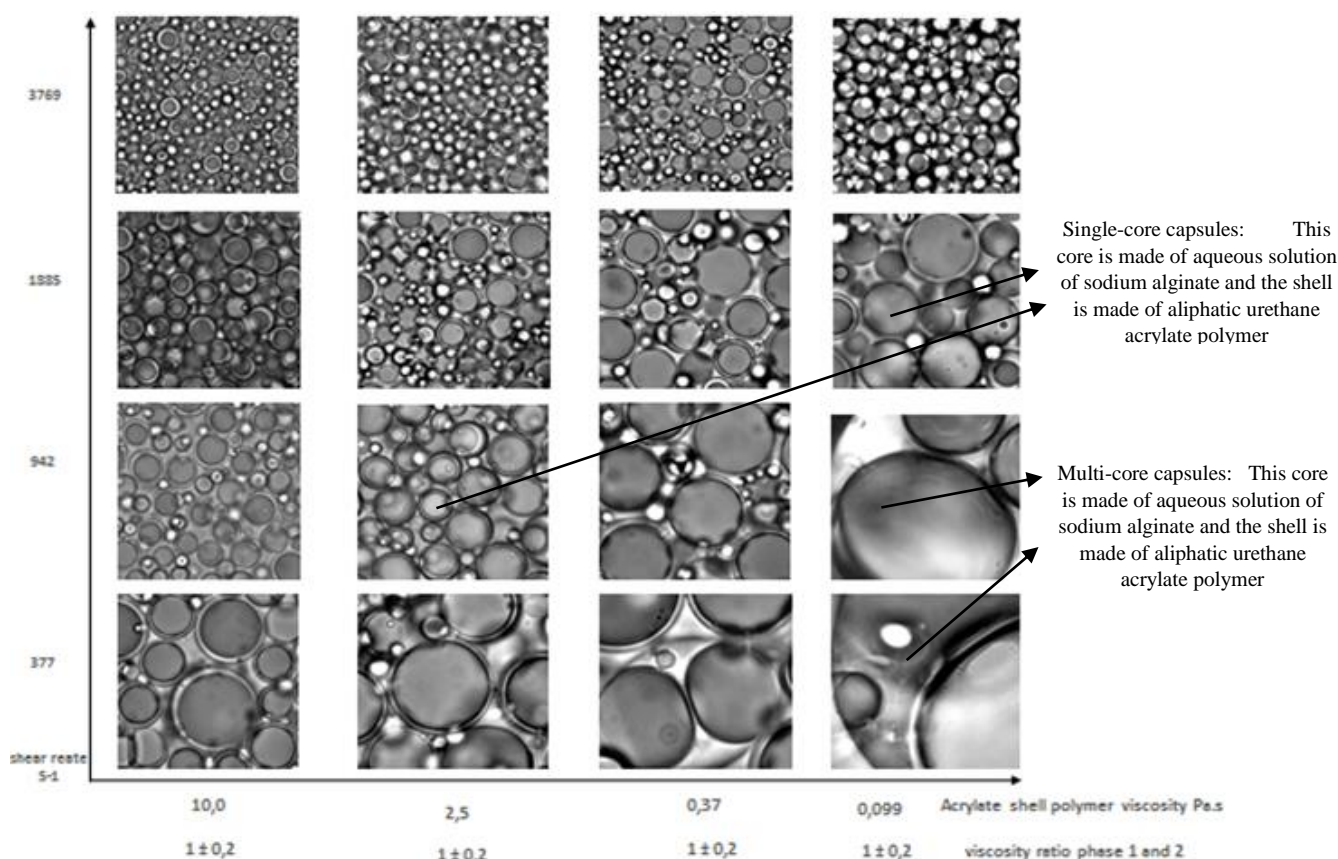 3769
1885
942
377
shear reate
S-1
10,0
2,5
0,37
0,099
Acrylate shell polymer viscosity Pa.s
1 ± 0,2
1 ± 0,2
1 ± 0,2
1 ± 0,2
viscosity ratio phase 1 and 2
Single-core capsules: This
core is made of aqueous solution
of sodium alginate and the shell
is made of aliphatic urethane
acrylate polymer
Multi-core capsules: This core
is made of aqueous solution of
sodium alginate and the shell is
made of aliphatic urethane
acrylate polymer